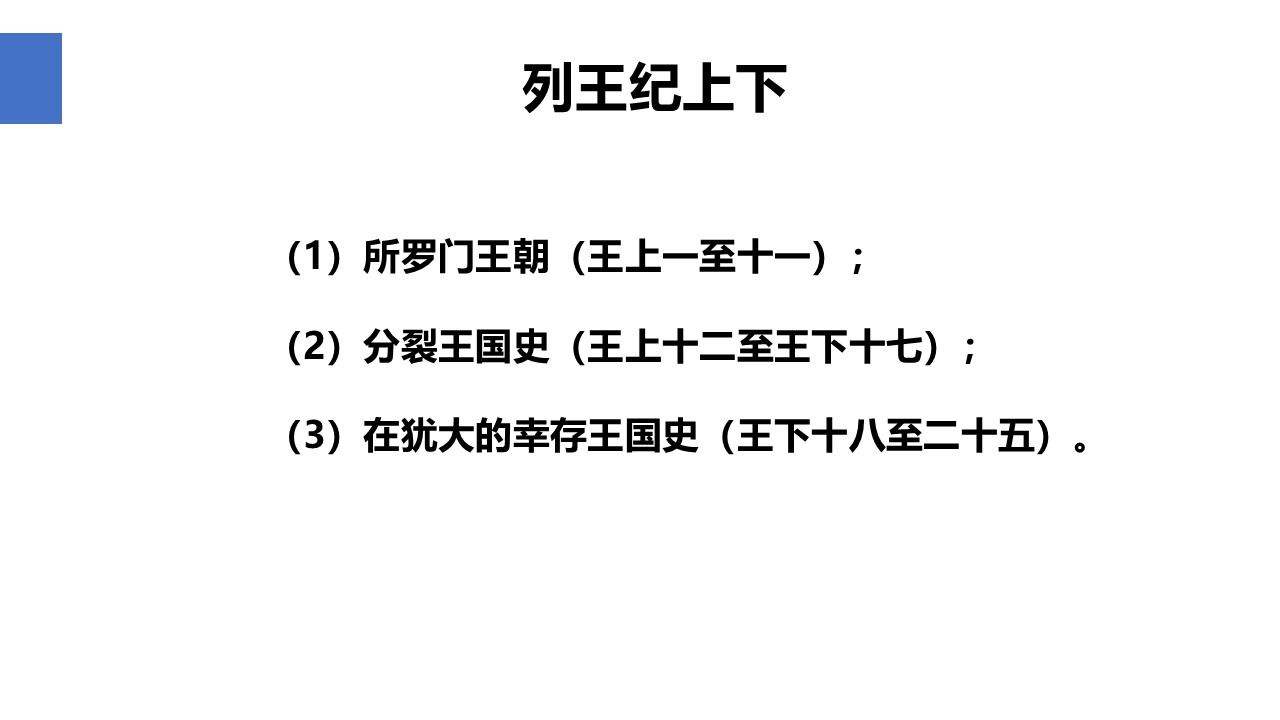 列王纪上下
（1）所罗门王朝（王上一至十一）；
（2）分裂王国史（王上十二至王下十七）；
（3）在犹大的幸存王国史（王下十八至二十五）。